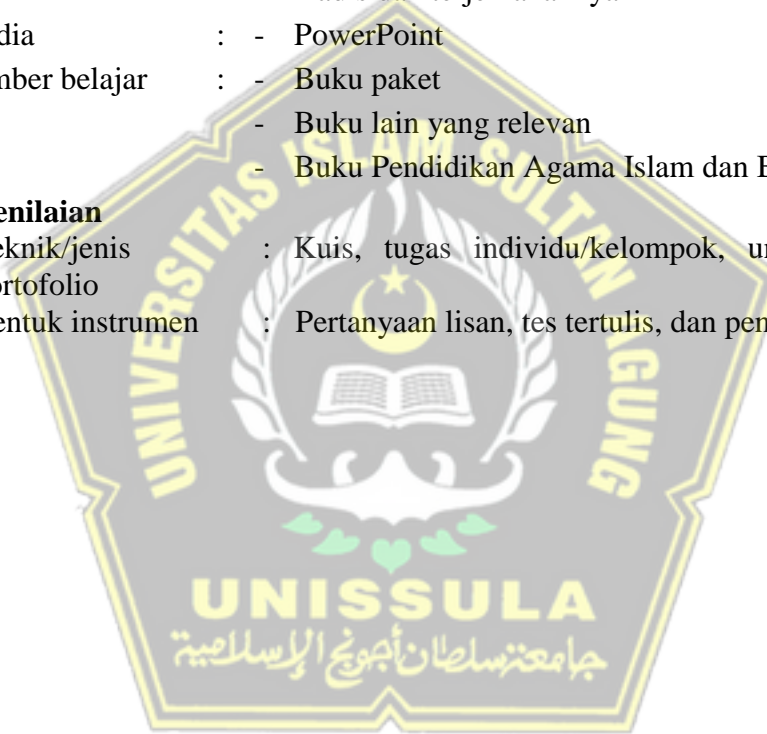 dia : - PowerPoint
mber belajar : - Buku paket
- Buku lain yang relevan
- Buku Pendidikan Agama Islam dan B
enilaian
eknik/jenis : Kuis, tugas individu/kelompok, u
ortofolio
entuk instrumen : Pertanyaan lisan, tes tertulis, dan pen
UNIVERSITAS ISLAM SULTAN AGUNG
UNISSULA
جامعة سلطان أجونج الإسلامية